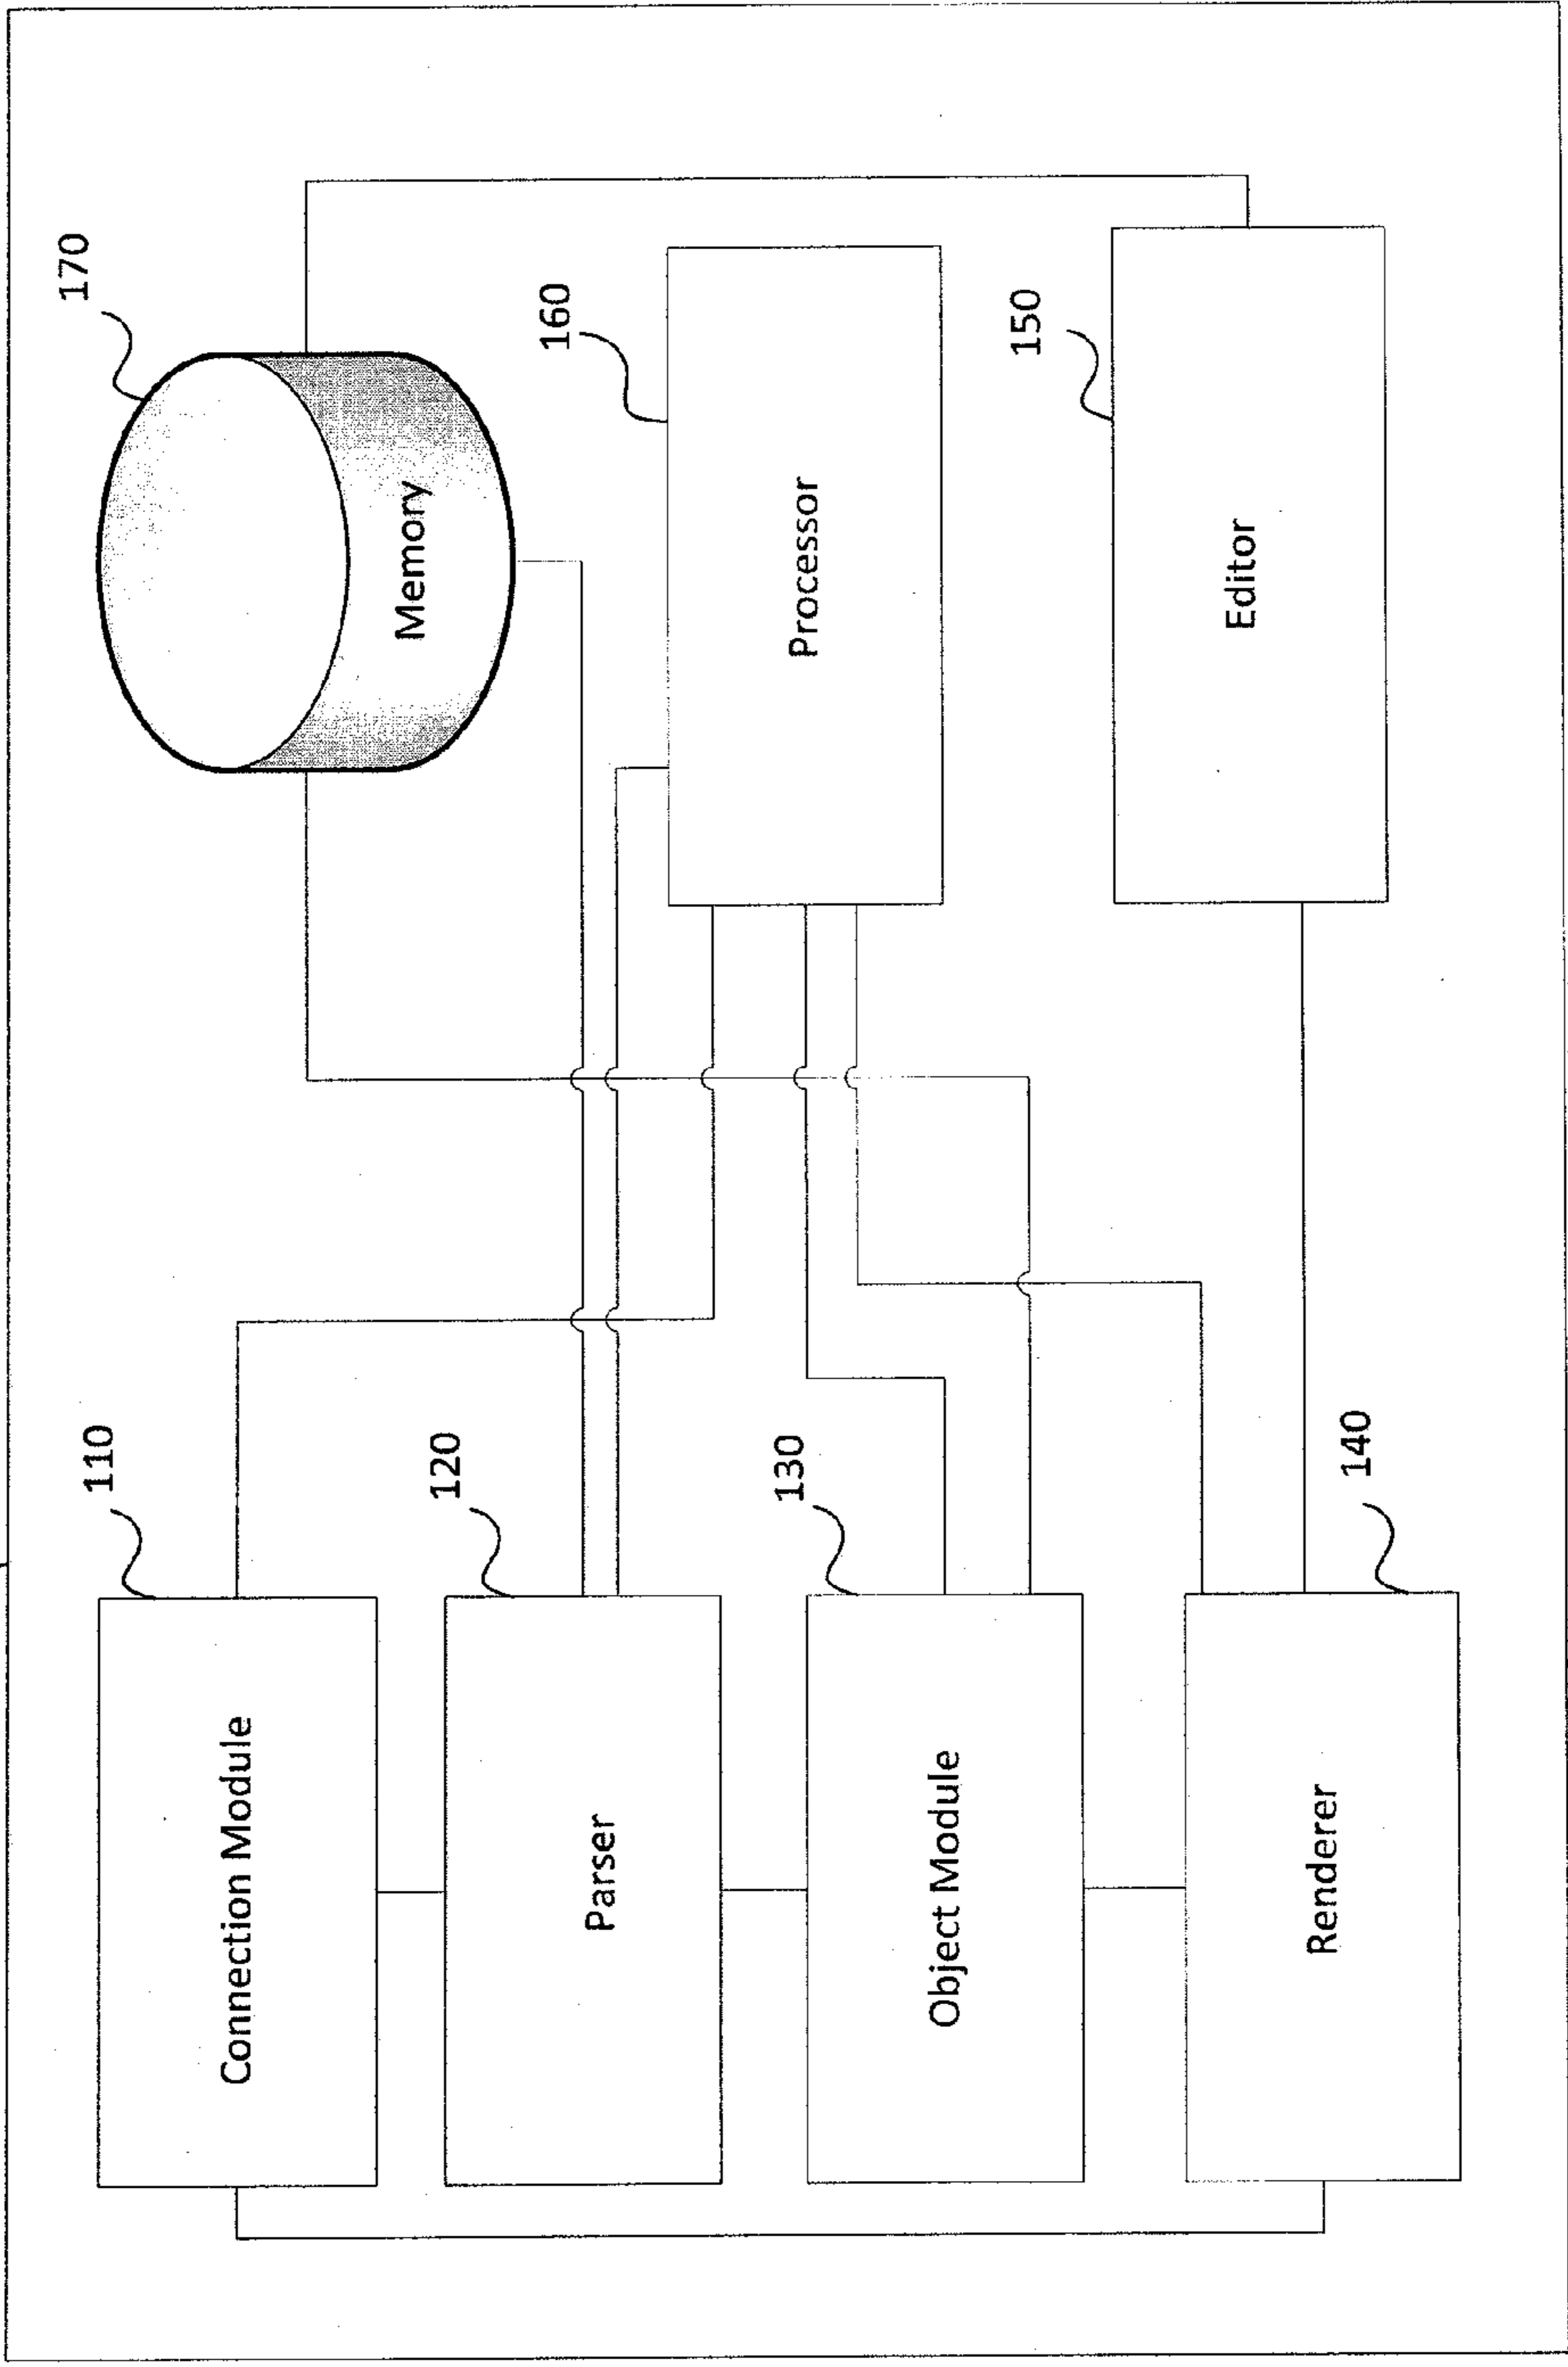 110
Connection Module
120
Parser
130
Object Module
140
Renderer
170
Memory
160
Processor
150
Editor